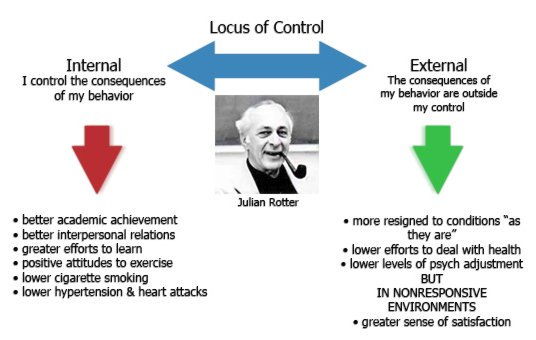 Locus of Control
Internal
I control the consequences
of my behavior
External
The consequences of
my behavior are outside
my control
Julian Rotter
• better academic achievement
• better interpersonal relations
• greater efforts to learn
• positive attitudes to exercise
• lower cigarette smoking
• lower hypertension & heart attacks
• more resigned to conditions “as
they are”
• lower efforts to deal with health
• lower levels of psych adjustment
BUT
IN NONRESPONSIVE
ENVIRONMENTS
• greater sense of satisfaction